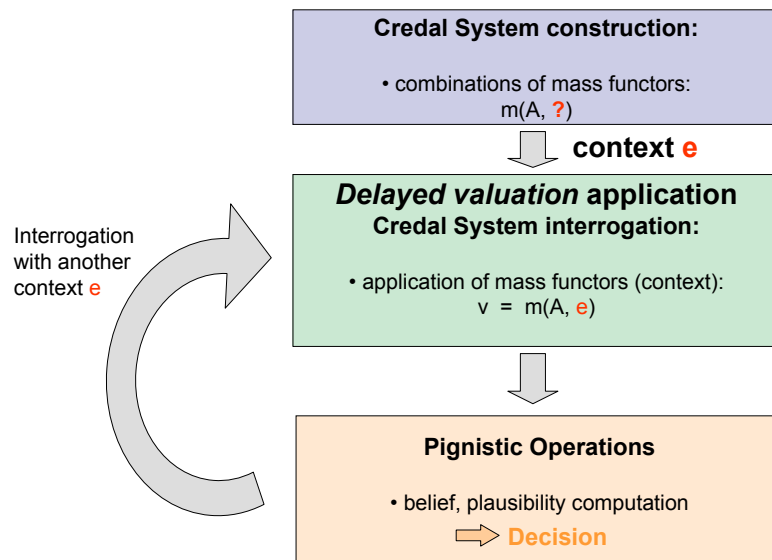 Credal System construction:
• combinations of mass functors:
m(A, ?)
context e
Delayed valuation application
Credal System interrogation:
• application of mass functors (context):
v = m(A, e)
Interrogation
with another
context e
Pignistic Operations
• belief, plausibility computation
Decision